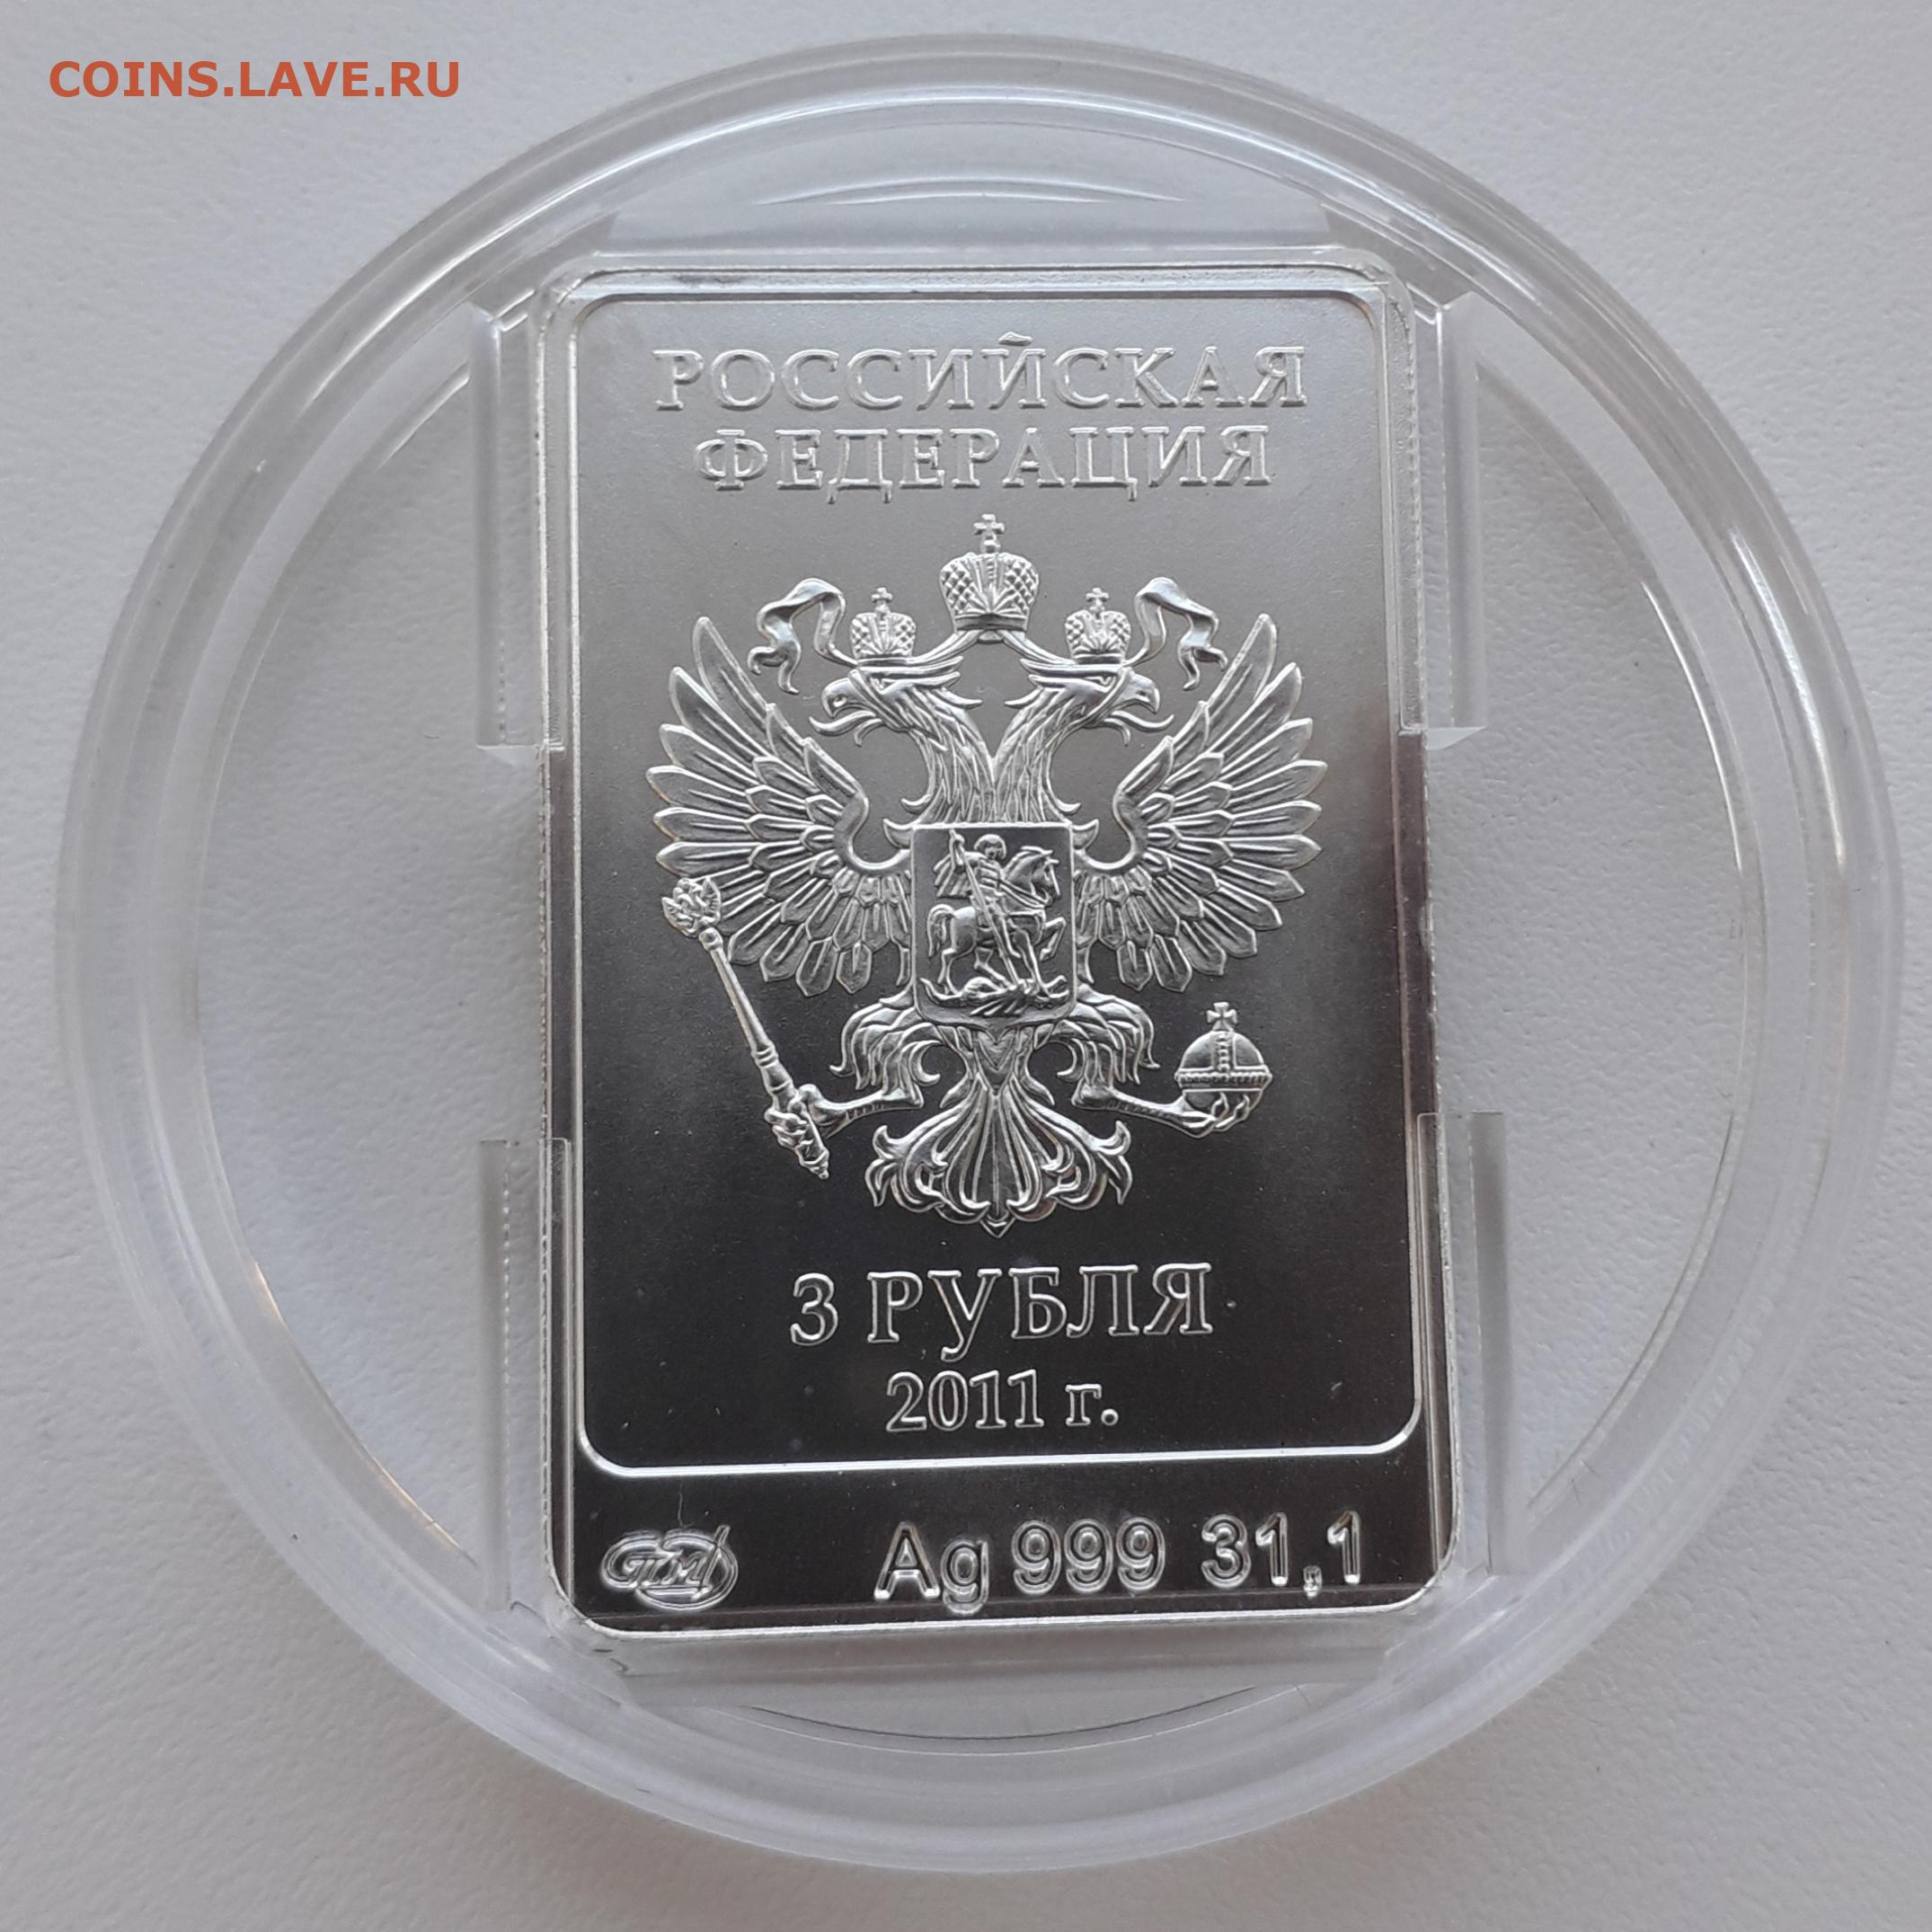 COINS.LAVE.RU
РОССИЙСКАЯ
ФЕДЕРАЦИЯ
3 РУБЛЯ
2011 г.
СПМД Ag 999 31,1